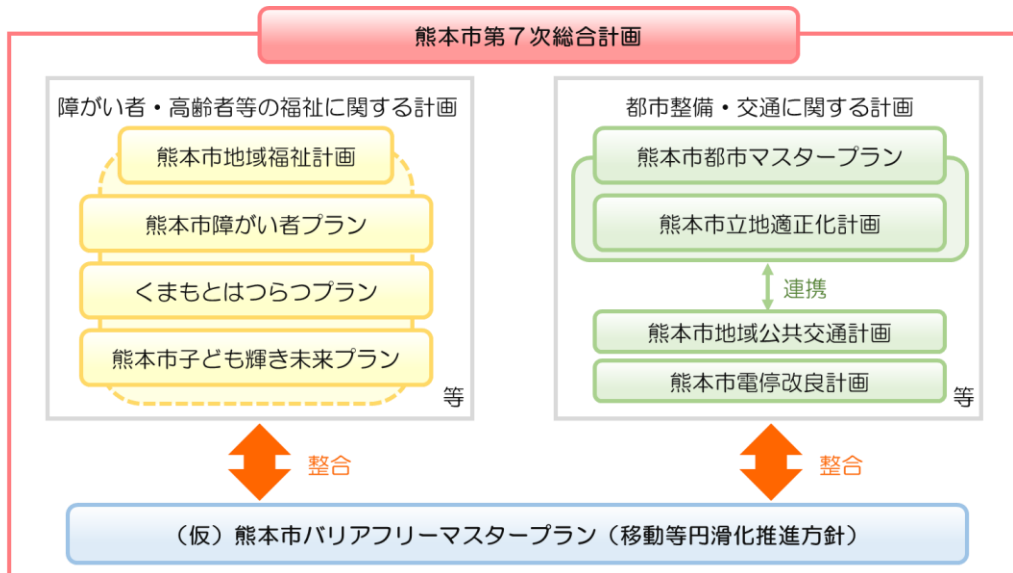 熊本市第７次総合計画
障がい者・高齢者等の福祉に関する計画
熊本市地域福祉計画
熊本市障がい者プラン
くまもとはつらつプラン
熊本市子ども輝き未来プラン
等
都市整備・交通に関する計画
熊本市都市マスタープラン
熊本市立地適正化計画
連携
熊本市地域公共交通計画
熊本市電停改良計画
等
整合
整合
（仮）熊本市バリアフリーマスタープラン（移動等円滑化推進方針）